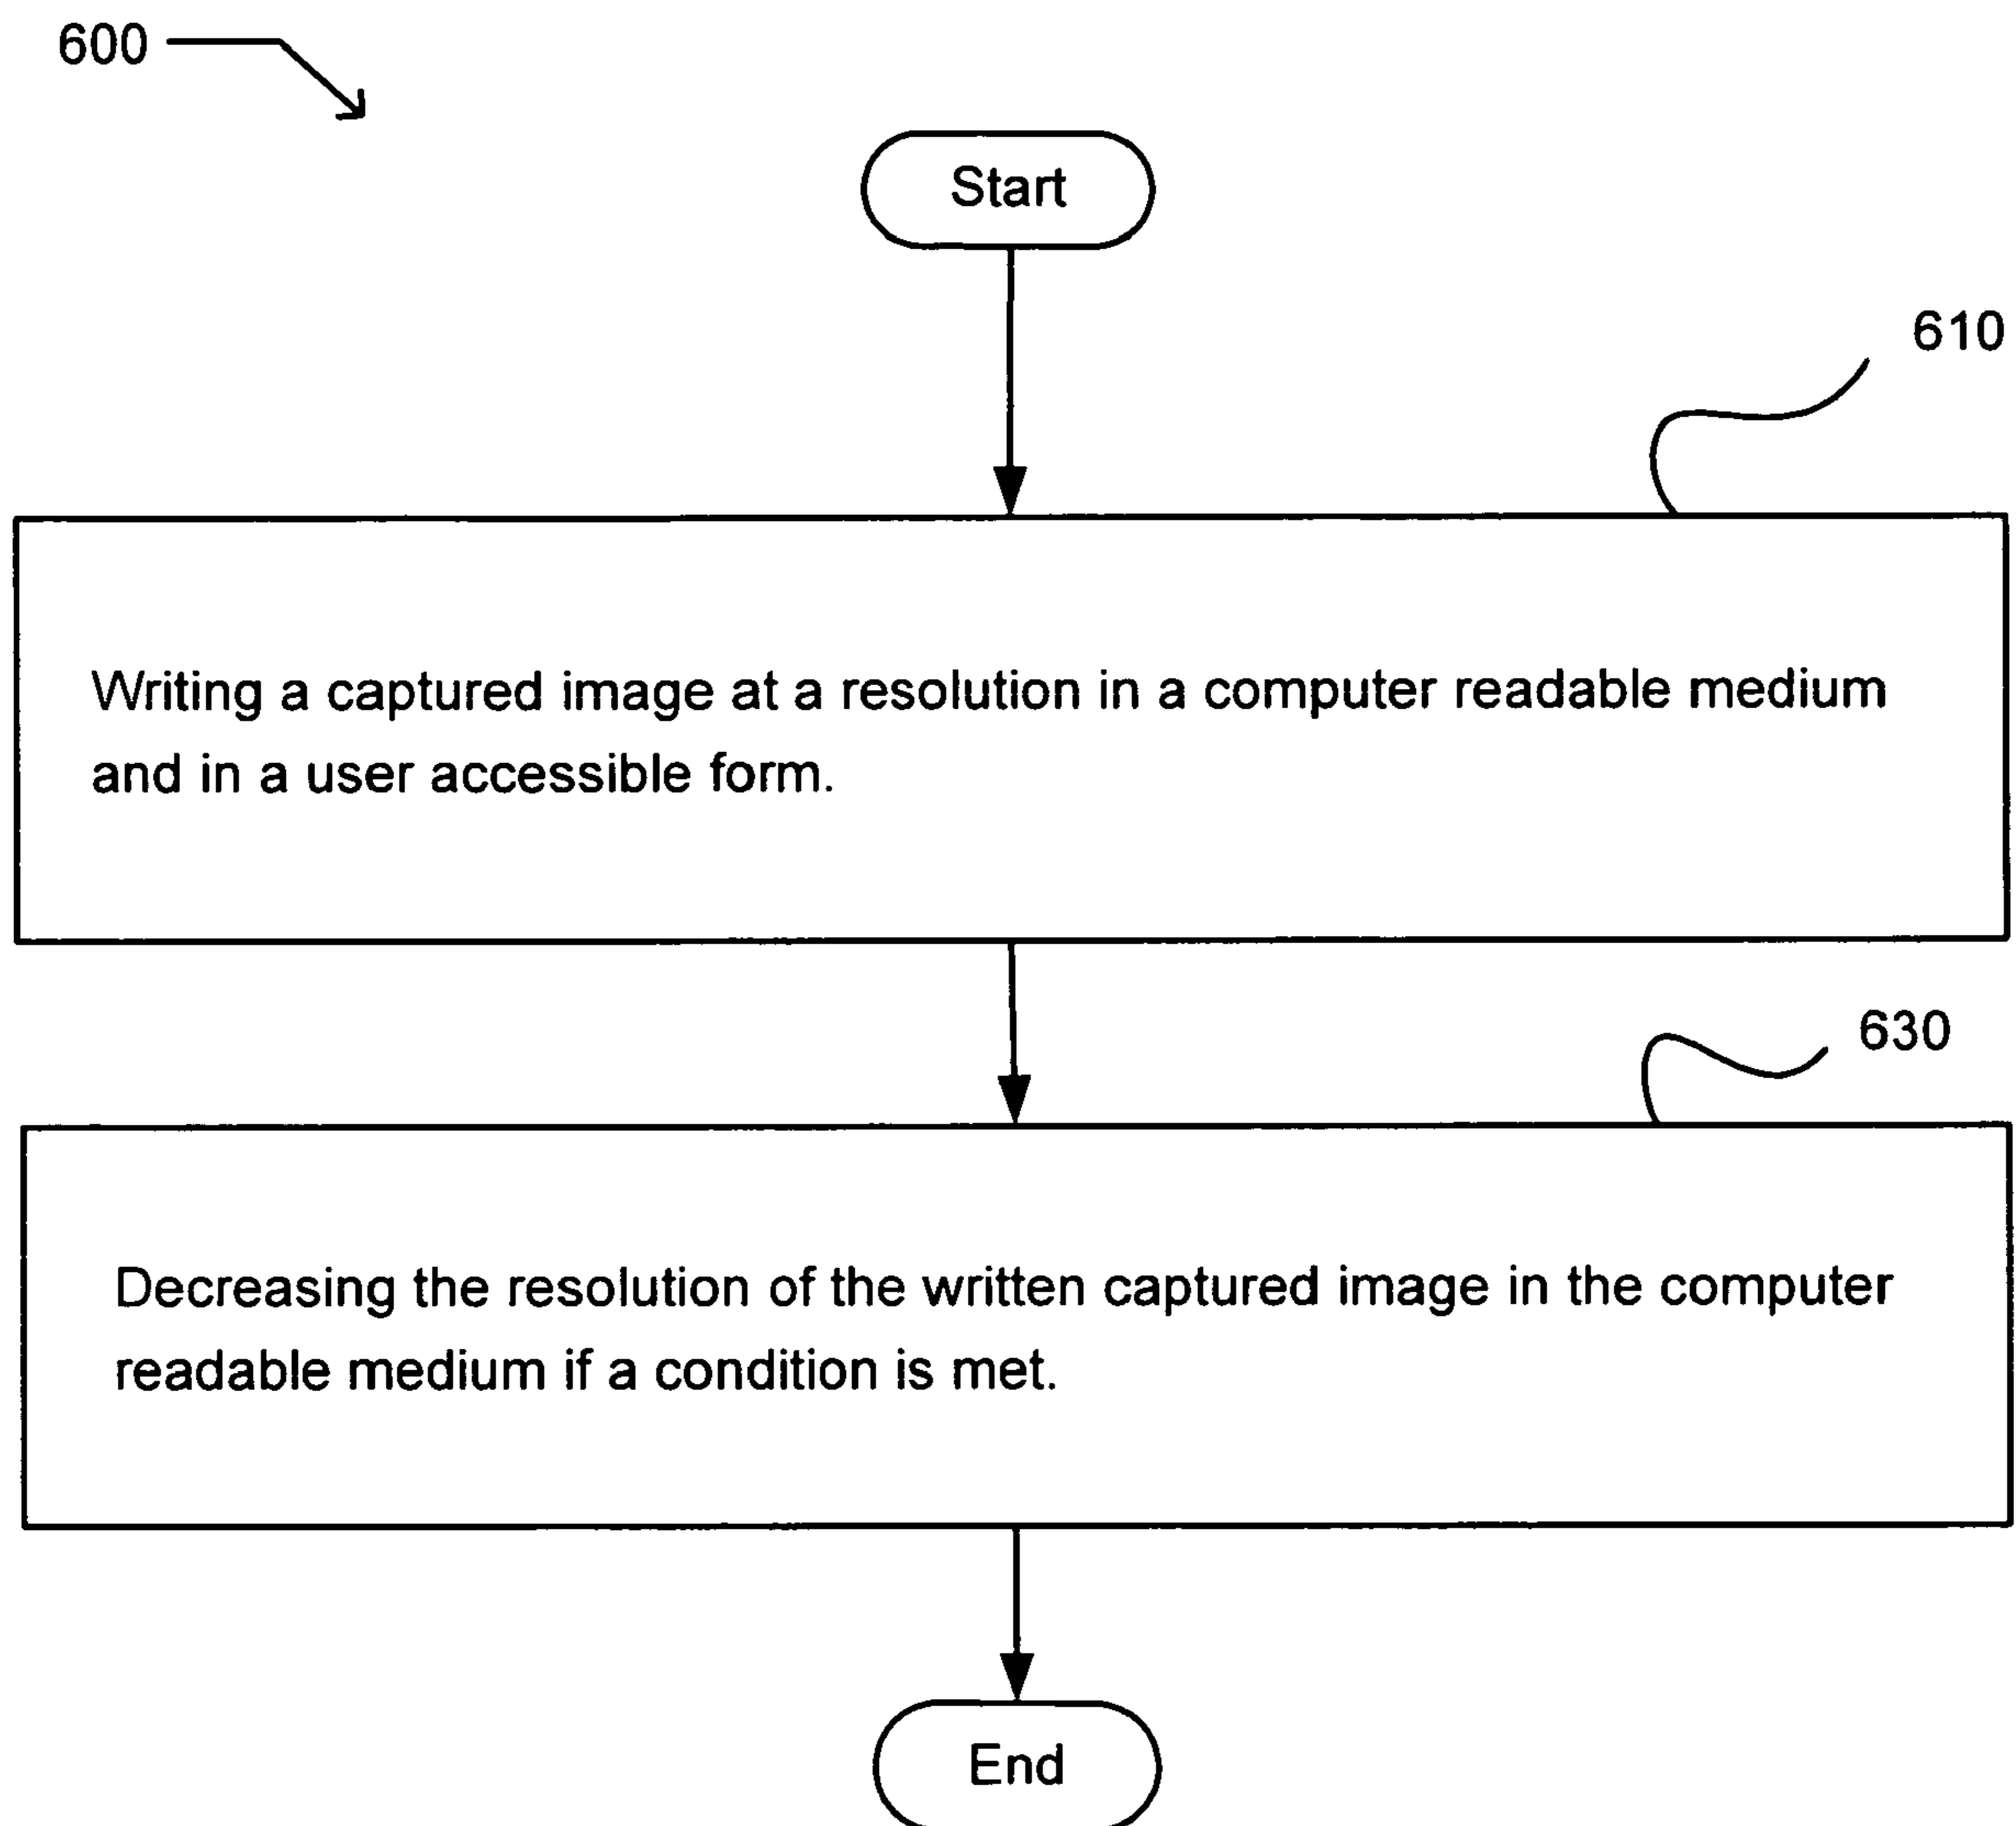 600
Start
610
Writing a captured image at a resolution in a computer readable medium
and in a user accessible form.
630
Decreasing the resolution of the written captured image in the computer
readable medium if a condition is met.
End